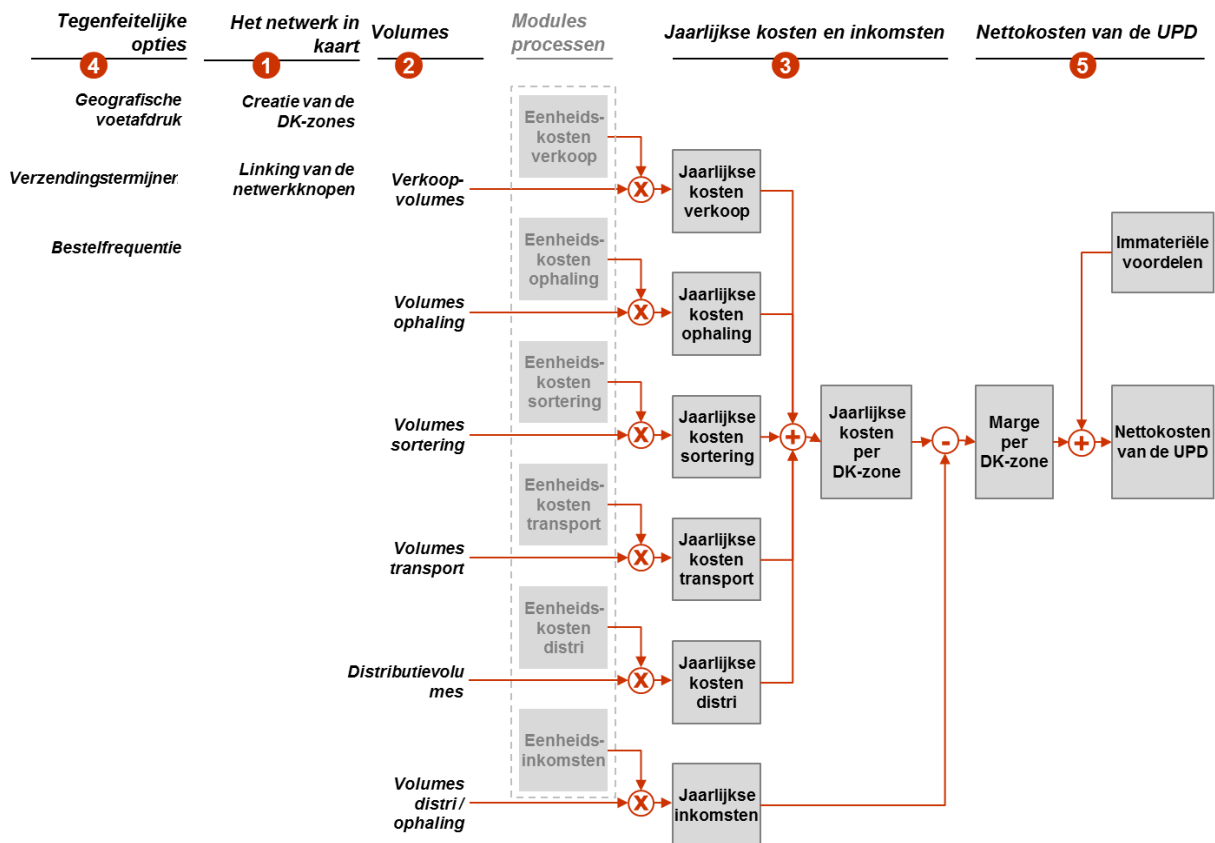 Tegenfeitelijke
opties
Het netwerk in
kaart
Volumes
Modules
processen
Jaarlijkse kosten en inkomsten
Nettokosten van de UPD
4
1
2
3
5
Geografische
voetafdruk
Verzendingstermijner
Bestelfrequentie
Creatie van de
DK-zones
Linking van de
netwerkknopen
Verkoop-
volumes
Volumes
ophaling
Volumes
sortering
Volumes
transport
Distributievolu
mes
Volumes
distri /
ophaling
Eenheids-
kosten
verkoop
Eenheids-
kosten
ophaling
Eenheids-
kosten
sortering
Eenheids-
kosten
transport
Eenheids-
kosten
distri
Eenheids-
inkomsten
X
X
X
X
X
X
Jaarlijkse
kosten
verkoop
Jaarlijkse
kosten
ophaling
Jaarlijkse
kosten
sortering
Jaarlijkse
kosten
transport
Jaarlijkse
kosten
distri
Jaarlijkse
inkomsten
+
Jaarlijkse
kosten
per
DK-zone
-
Marge
per
DK-zone
+
Immateriële
voordelen
Nettokosten
van de UPD